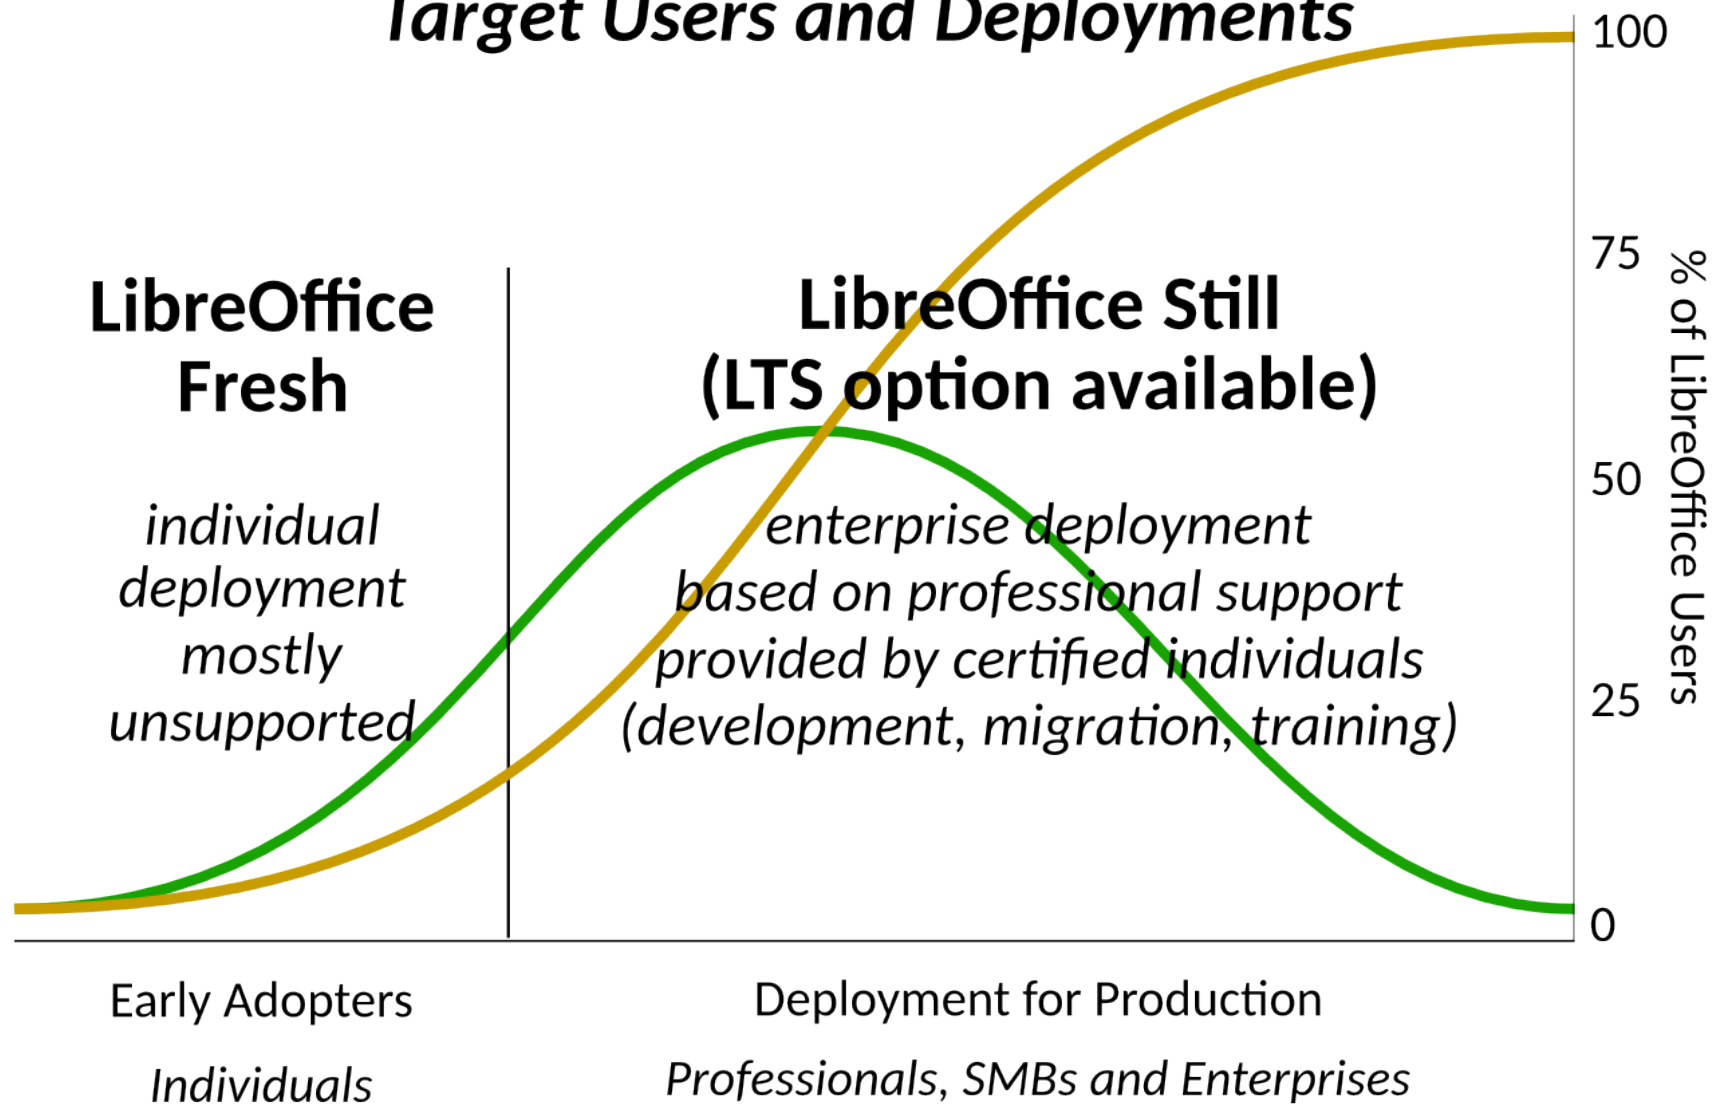 Target Users and Deployments
LibreOffice
Fresh
individual
deployment
mostly
unsupported
LibreOffice Still
(LTS option available)
enterprise deployment
based on professional support
provided by certified individuals
(development, migration, training)
100
75
50
25
0
% of LibreOffice Users
Early Adopters
Individuals
Deployment for Production
Professionals, SMBs and Enterprises